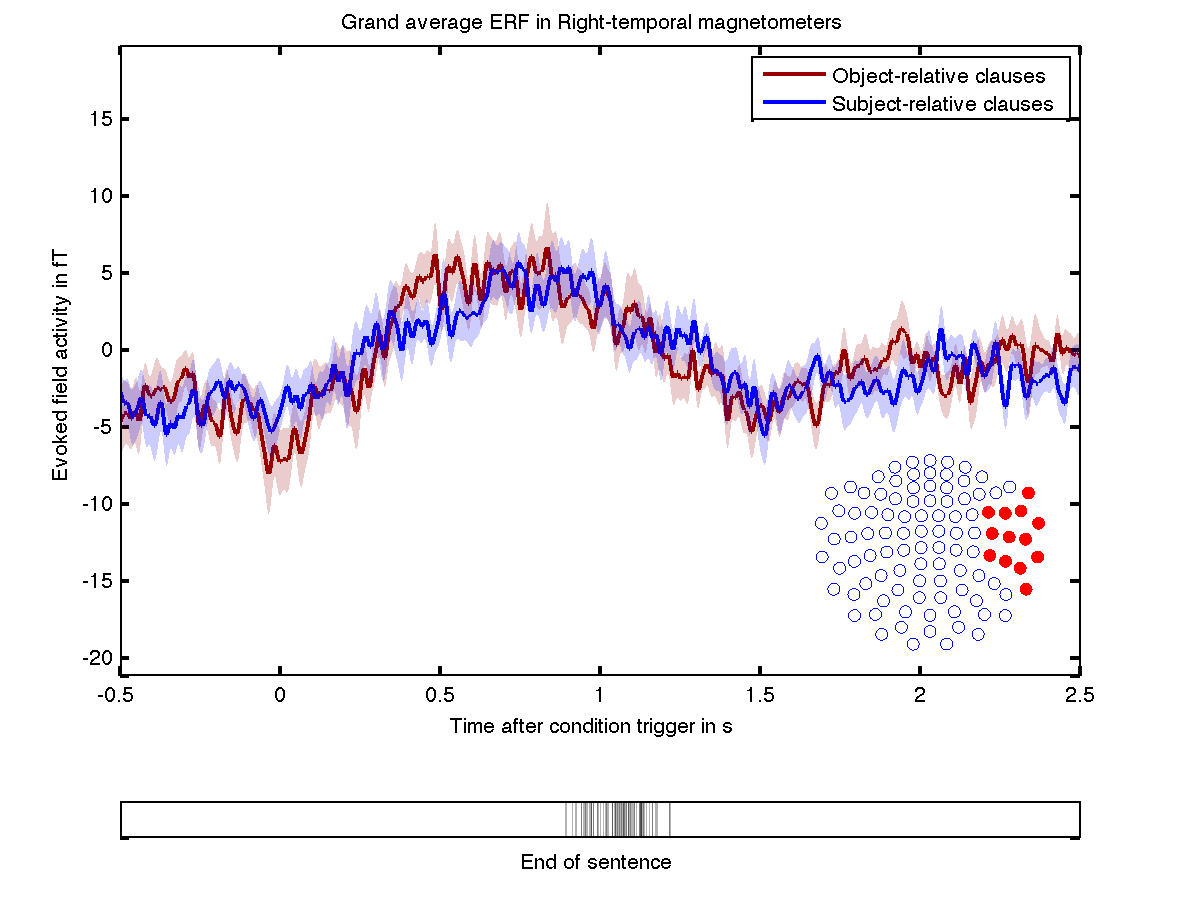 Grand average ERF in Right-temporal magnetometers
Object-relative clauses
Subject-relative clauses
Evoked field activity in fT
15
10
5
0
-5
-10
-15
-20
-0.5 0 0.5 1 1.5 2 2.5
Time after condition trigger in s
End of sentence